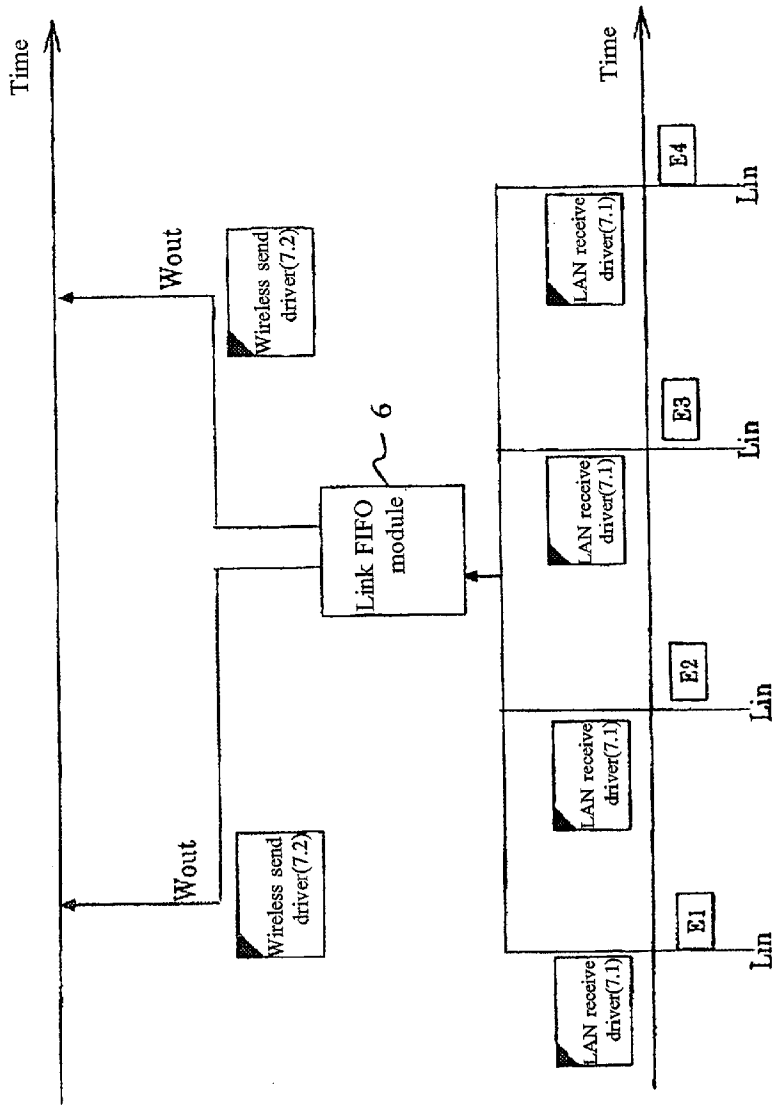 Time
Wout
Wout
Wireless send
driver(7.2)
Wireless send
driver(7.2)
Link FIFO
module
6
LAN receive
driver(7.1)
LAN receive
driver(7.1)
LAN receive
driver(7.1)
LAN receive
driver(7.1)
Time
E1
E2
E3
E4
Lin
Lin
Lin
Lin